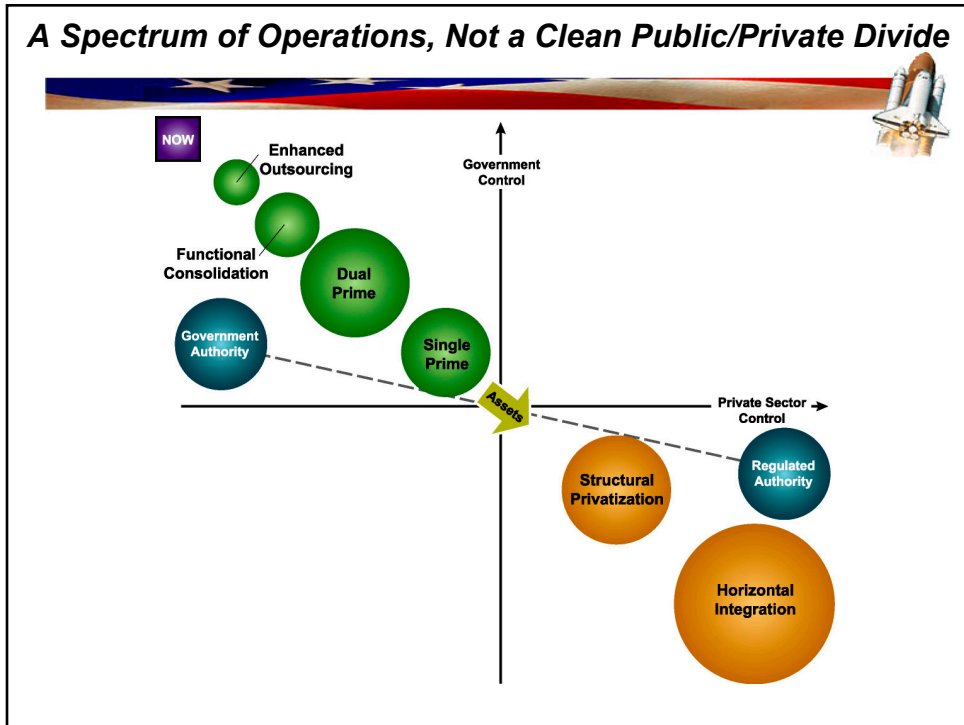 A Spectrum of Operations, Not a Clean Public/Private Divide
NOW
Enhanced
Outsourcing
Government
Control
Functional
Consolidation
Dual
Prime
Government
Authority
Single
Prime
Assets
Private Sector
Control
Structural
Privatization
Regulated
Authority
Horizontal
Integration